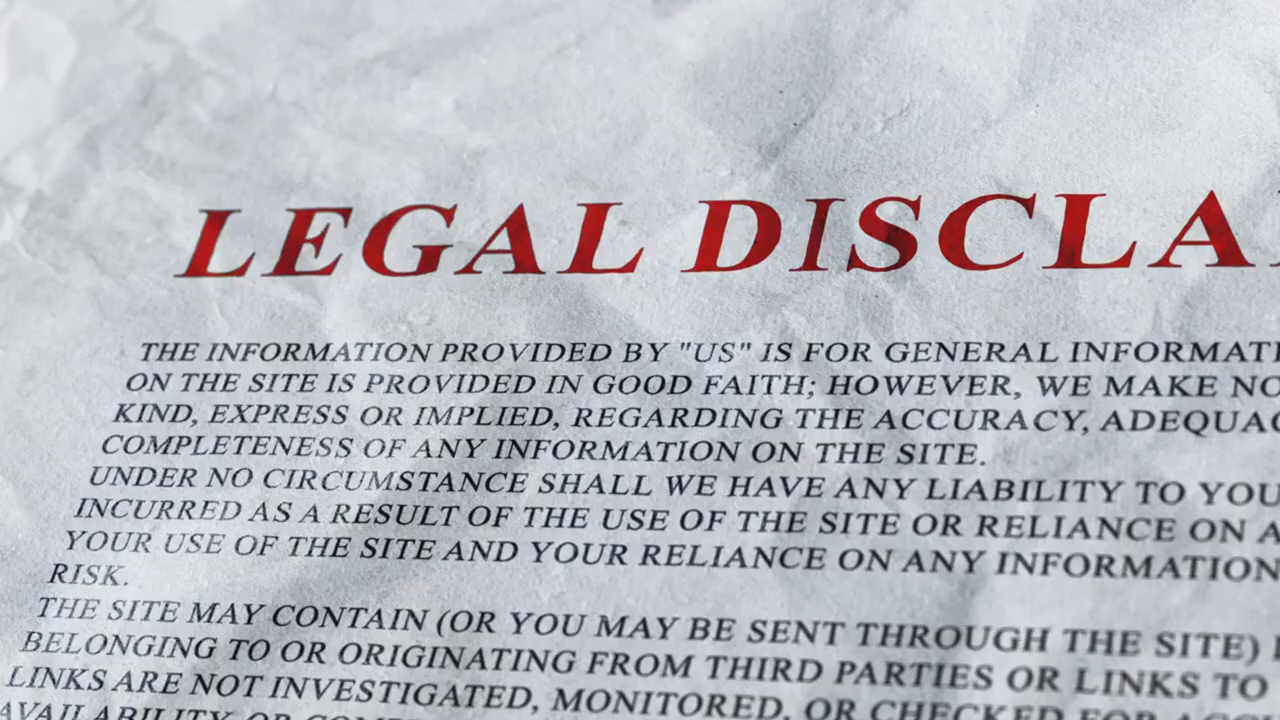 LEGAL DISCLA
THE INFORMATION PROVIDED BY "US" IS FOR GENERAL INFORMATI
ON THE SITE IS PROVIDED IN GOOD FAITH; HOWEVER, WE MAKE NO
KIND, EXPRESS OR IMPLIED, REGARDING THE ACCURACY, ADEQUAC
COMPLETENESS OF ANY INFORMATION ON THE SITE.
UNDER NO CIRCUMSTANCE SHALL WE HAVE ANY LIABILITY TO YOU
INCURRED AS A RESULT OF THE USE OF THE SITE OR RELIANCE ON A
YOUR USE OF THE SITE AND YOUR RELIANCE ON ANY INFORMATION
RISK.
THE SITE MAY CONTAIN (OR YOU MAY BE SENT THROUGH THE SITE)
BELONGING TO OR ORIGINATING FROM THIRD PARTIES OR LINKS TO
LINKS ARE NOT INVESTIGATED, MONITORED, OR CHECKED FOR
AVAILABILITY OR